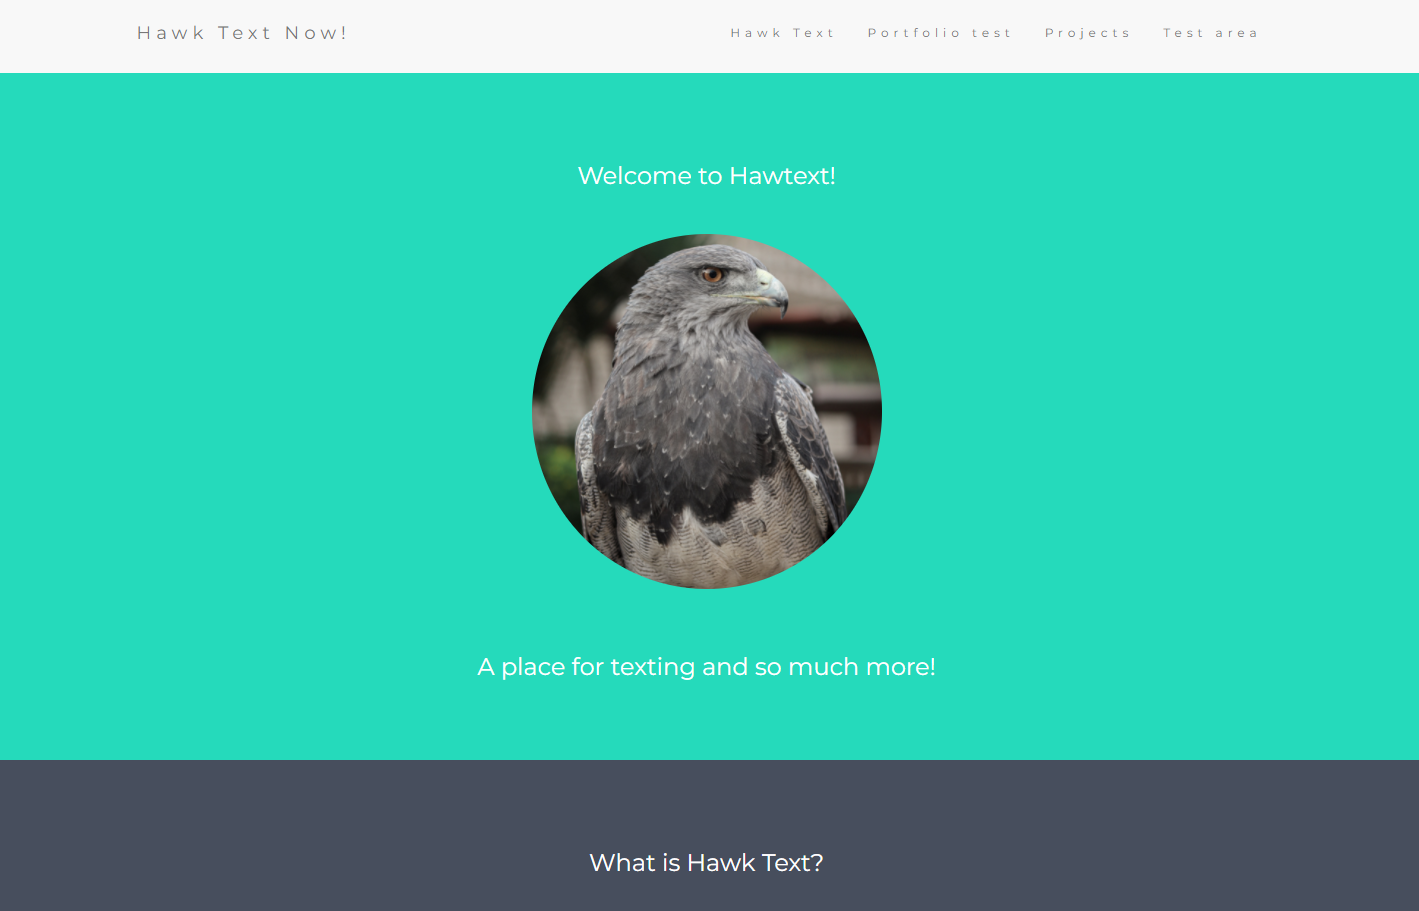 Hawk Text Now!
Hawk Text Portfolio test Projects Test area
Welcome to Hawtext!
A place for texting and so much more!
What is Hawk Text?